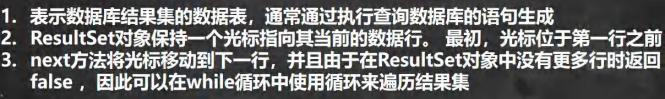 1. 表示数据库结果集的数据表，通常通过执行查询数据库的语句生成
2. ResultSet对象保持一个光标指向其当前的数据行。 最初，光标位于第一行之前
3. next方法将光标移动到下一行，并且由于在ResultSet对象中没有更多行时返回
false ，因此可以在while循环中使用循环来遍历结果集